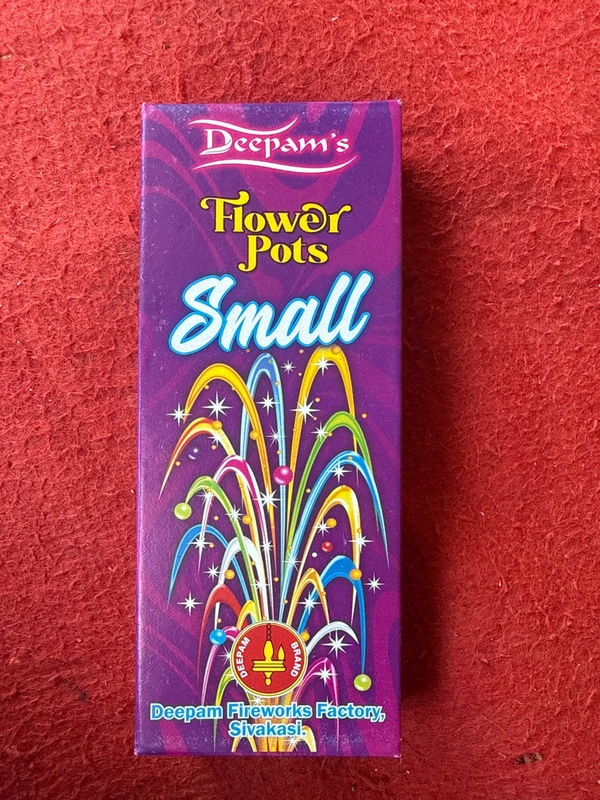 Deepam's
Flower
Pots
Small
DEEPAM BRAND
Deepam Fireworks Factory,
Sivakasi.